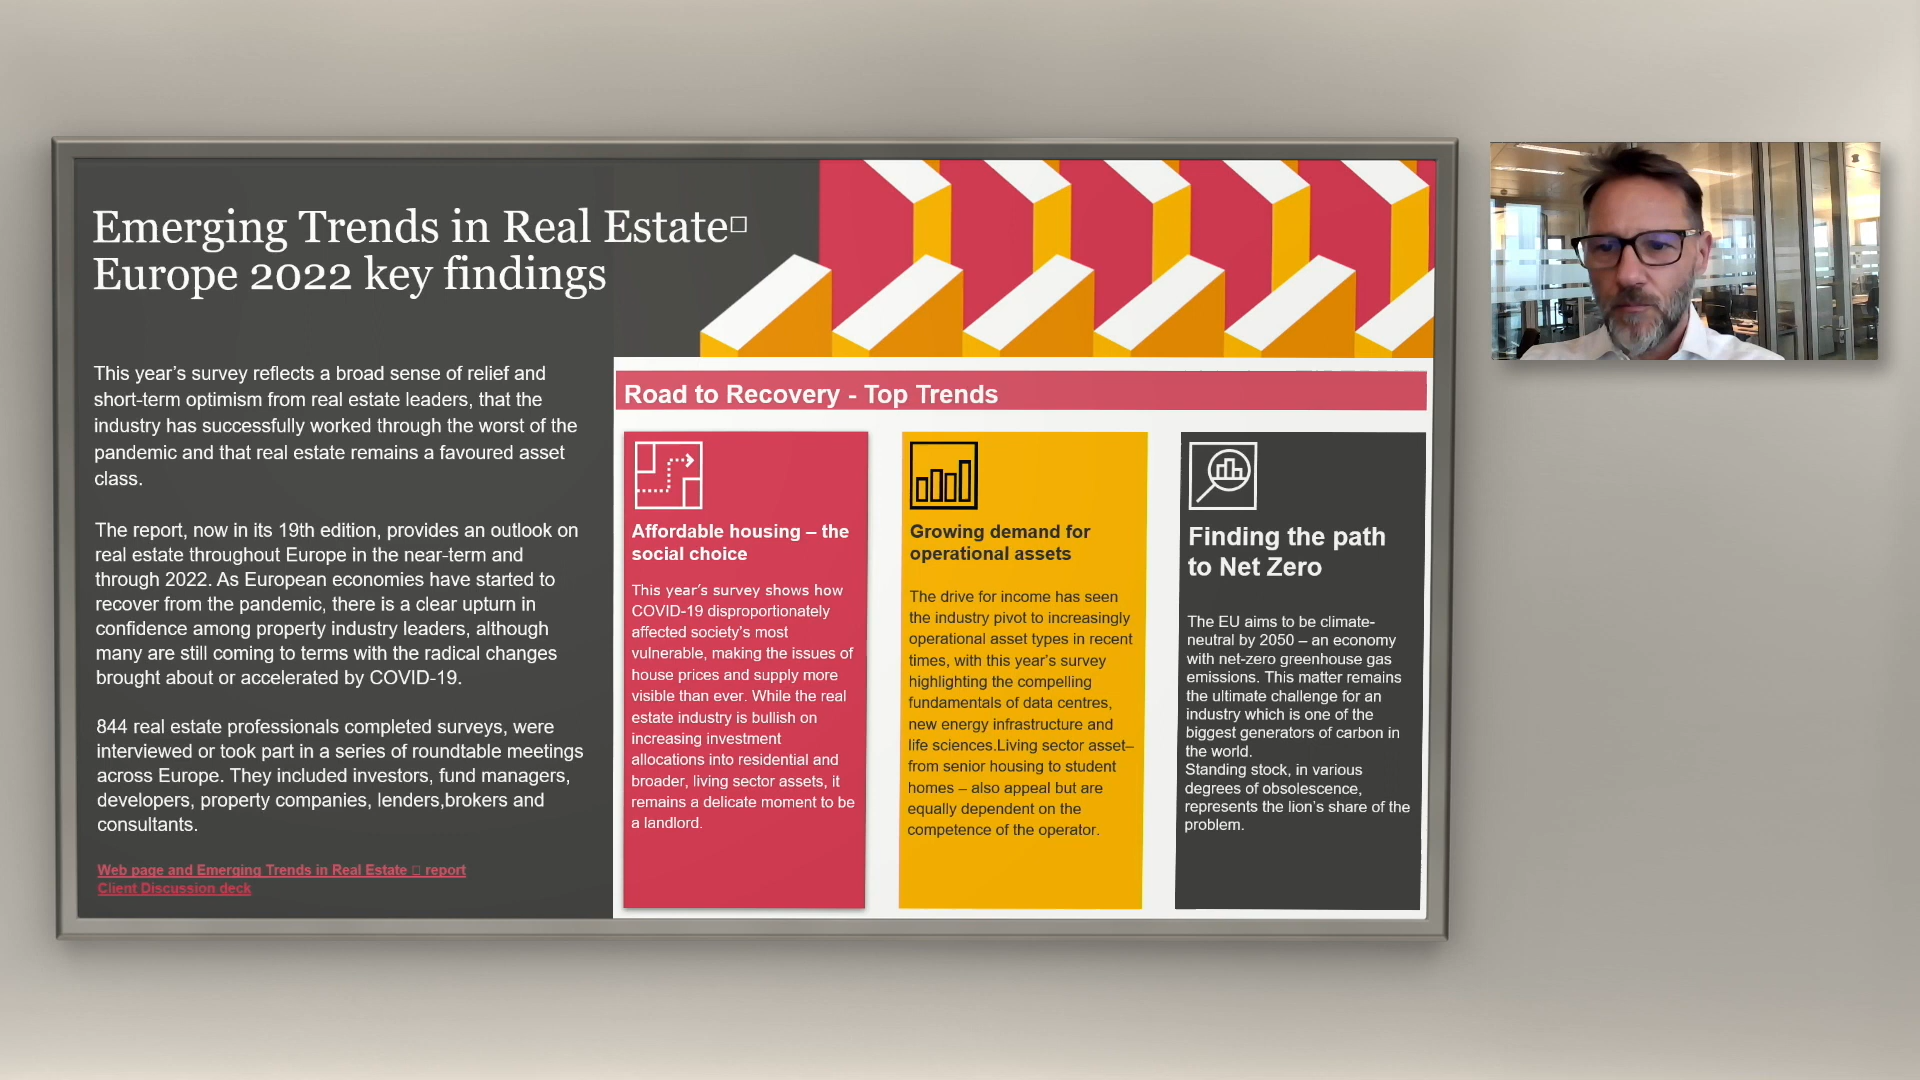 Emerging Trends in Real Estate□
Europe 2022 key findings
This year’s survey reflects a broad sense of relief and
short-term optimism from real estate leaders, that the
industry has successfully worked through the worst of the
pandemic and that real estate remains a favoured asset
class.
The report, now in its 19th edition, provides an outlook on
real estate throughout Europe in the near-term and
through 2022. As European economies have started to
recover from the pandemic, there is a clear upturn in
confidence among property industry leaders, although
many are still coming to terms with the radical changes
brought about or accelerated by COVID-19.
844 real estate professionals completed surveys, were
interviewed or took part in a series of roundtable meetings
across Europe. They included investors, fund managers,
developers, property companies, lenders,brokers and
consultants.
Web page and Emerging Trends in Real Estate □ report
Client Discussion deck
Road to Recovery - Top Trends
Affordable housing – the
social choice
This year’s survey shows how
COVID-19 disproportionately
affected society’s most
vulnerable, making the issues of
house prices and supply more
visible than ever. While the real
estate industry is bullish on
increasing investment
allocations into residential and
broader, living sector assets, it
remains a delicate moment to be
a landlord.
Growing demand for
operational assets
The drive for income has seen
the industry pivot to increasingly
operational asset types in recent
times, with this year’s survey
highlighting the compelling
fundamentals of data centres,
new energy infrastructure and
life sciences.Living sector asset–
from senior housing to student
homes – also appeal but are
equally dependent on the
competence of the operator.
Finding the path
to Net Zero
The EU aims to be climate-
neutral by 2050 – an economy
with net-zero greenhouse gas
emissions. This matter remains
the ultimate challenge for an
industry which is one of the
biggest generators of carbon in
the world.
Standing stock, in various
degrees of obsolescence,
represents the lion’s share of the
problem.